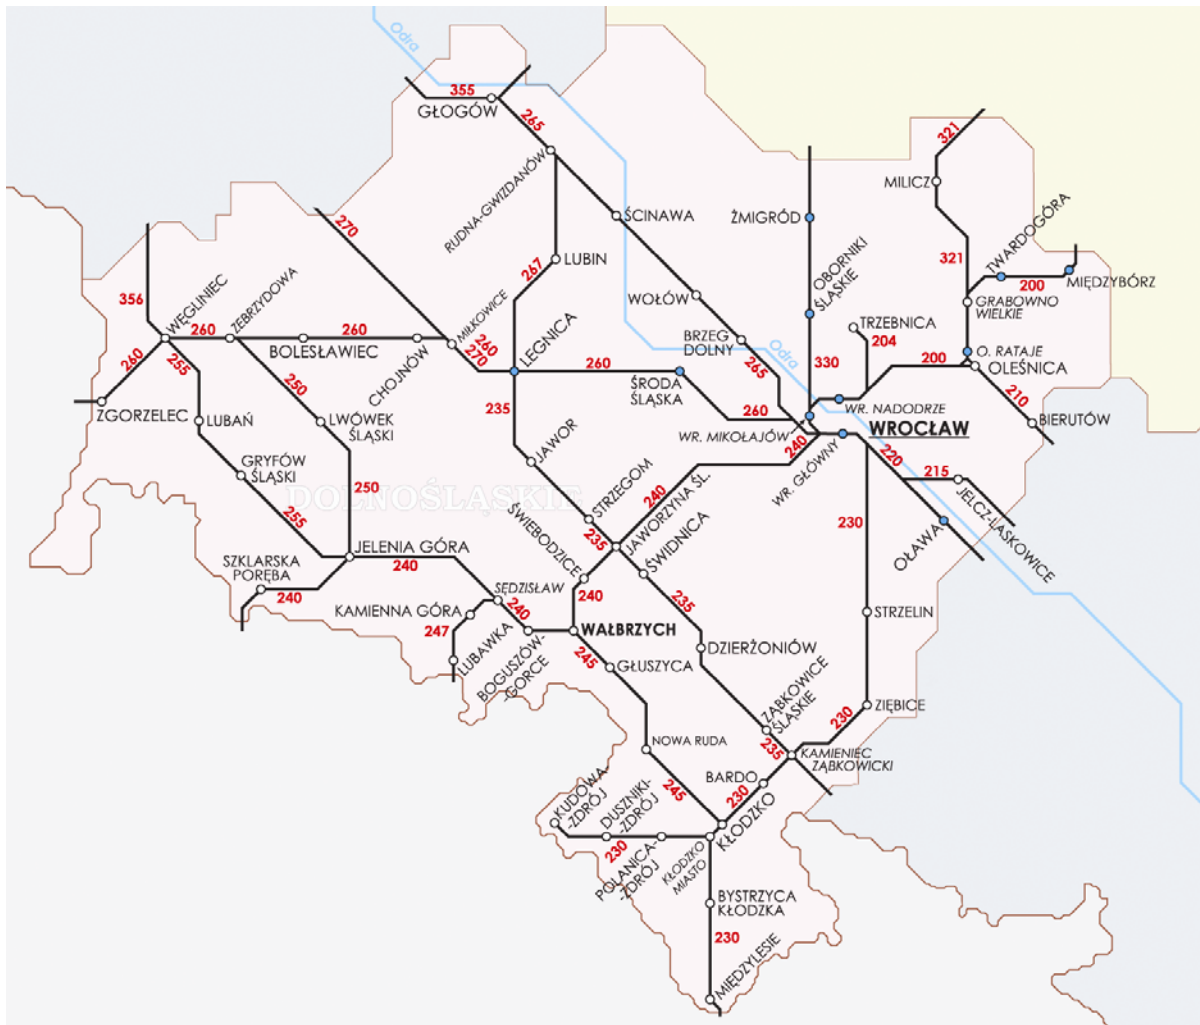 Odra
355
GŁOGÓW
265
321
MILICZ
RUDNA-GWIZDANÓW
TWARDOGÓRA
270
ŚCINAWA
ŻMIGRÓD
OBORNIKI
ŚLĄSKIE
321
LUBIN
267
200
MIĘDZYBÓRZ
356
WĘGLINIEC
ZEBRZYDOWA
WOŁÓW
GRABOWNO
WIELKIE
TRZEBNICA
204
260
260
BOLESŁAWIEC
CHOJNÓW
MIŁKOWICE
260
270
LEGNICA
BRZEG
DOLNY
Odra
265
330
O. RATAJE
OLEŚNICA
200
260
255
260
ŚRODA
ŚLĄSKA
210
250
ZGORZELEC
235
260
WR. NADODRZE
BIERUTÓW
LUBAŃ
LWÓWEK
ŚLĄSKI
WR. MIKOŁAJÓW
WROCŁAW
240
WR. GŁÓWNY
JAWOR
220
GRYFÓW
ŚLĄSKI
215
250
240
JELCZ-LASKOWICE
DOLNOŚLĄSKIE
STRZEGOM
JAWORZYNA ŚL.
255
ŚWIEBODZICE
235
230
ŚWIDNICA
OŁAWA
JELENIA GÓRA
SZKLARSKA
PORĘBA
240
240
SĘDZISŁAW
240
240
235
KAMIENNA GÓRA
STRZELIN
247
LUBAWKA
BOGUSZÓW-
-GORCE
WAŁBRZYCH
DZIERŻONIÓW
245
GŁUSZYCA
ZĄBKOWICE
ŚLĄSKIE
ZIĘBICE
230
NOWA RUDA
235
KAMIENIEC
ZĄBKOWICKI
BARDO
245
230
KUDOWA-
-ZDRÓJ
DUSZNIKI-
-ZDRÓJ
KŁODZKO
230
POLANICA-
-ZDRÓJ
KŁODZKO
MIASTO
BYSTRZYCA
KŁODZKA
230
MIĘDZYLESIE